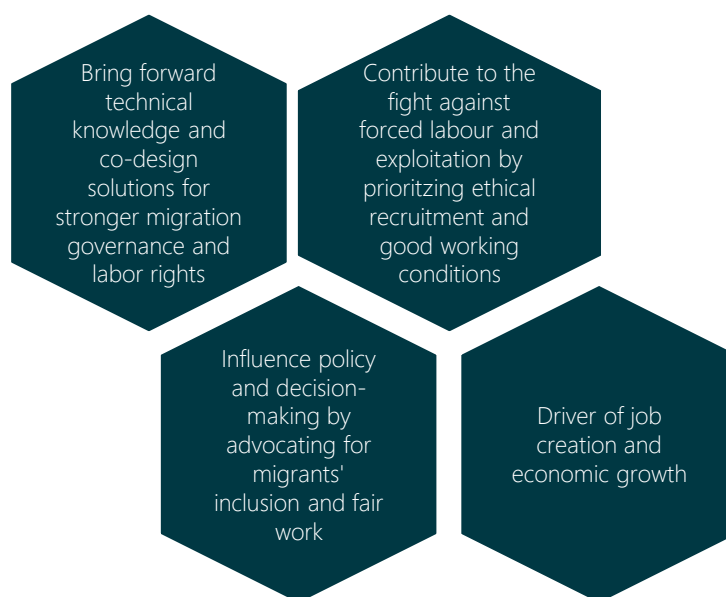 Bring forward
technical
knowledge and
co-design
solutions for
stronger migration
governance and
labor rights
Contribute to the
fight against
forced labour and
exploitation by
prioritzing ethical
recruitment and
good working
conditions
Influence policy
and decision-
making by
advocating for
migrants'
inclusion and fair
work
Driver of job
creation and
economic growth